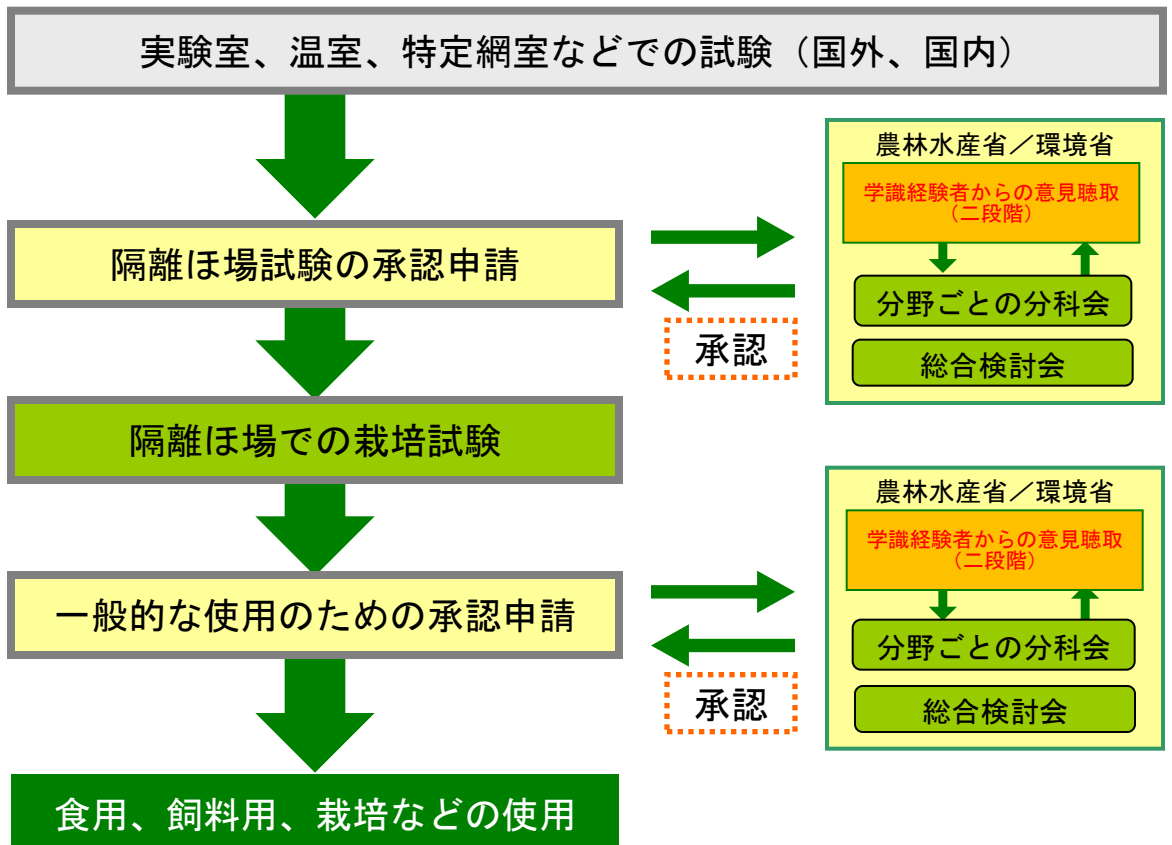 実験室、温室、特定網室などでの試験（国外、国内）
隔離ほ場試験の承認申請
承認
農林水産省／環境省
学識経験者からの意見聴取
（二段階）
分野ごとの分科会
総合検討会
隔離ほ場での栽培試験
一般的な使用のための承認申請
承認
農林水産省／環境省
学識経験者からの意見聴取
（二段階）
分野ごとの分科会
総合検討会
食用、飼料用、栽培などの使用